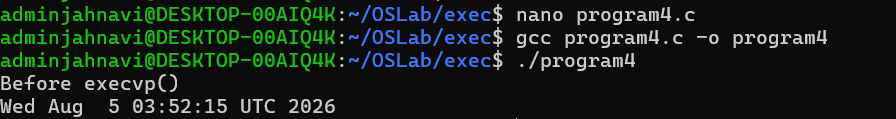 adminjahnavi@DESKTOP-00AIQ4K:~/OSLab/exec$ nano program4.c
adminjahnavi@DESKTOP-00AIQ4K:~/OSLab/exec$ gcc program4.c -o program4
adminjahnavi@DESKTOP-00AIQ4K:~/OSLab/exec$ ./program4
Before execvp()
Wed Aug  5 03:52:15 UTC 2026